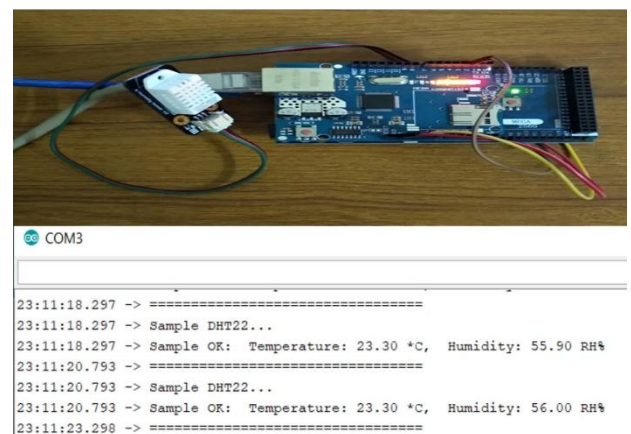 COM3
23:11:18.297 -> =================================
23:11:18.297 -> Sample DHT22...
23:11:18.297 -> Sample OK:  Temperature: 23.30 *C,  Humidity: 55.90 RH%
23:11:20.793 -> =================================
23:11:20.793 -> Sample DHT22...
23:11:20.793 -> Sample OK:  Temperature: 23.30 *C,  Humidity: 56.00 RH%
23:11:23.298 -> =================================